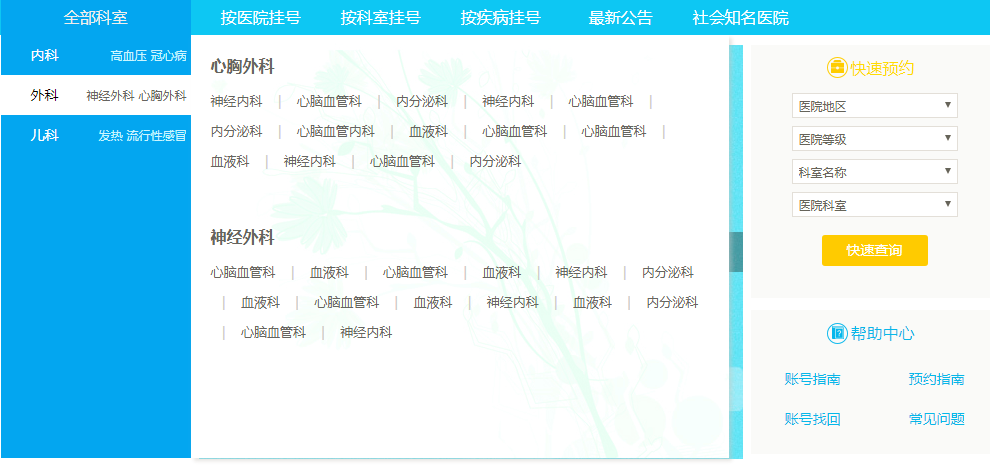 全部科室 按医院挂号 按科室挂号 按疾病挂号 最新公告 社会知名医院
内科 高血压 冠心病
外科 神经外科 心胸外科
儿科 发热 流行性感冒
心胸外科
神经内科 | 心脑血管科 | 内分泌科 | 神经内科 | 心脑血管科 |
内分泌科 | 心脑血管内科 | 血液科 | 心脑血管科 | 心脑血管科 |
血液科 | 神经内科 | 心脑血管科 | 内分泌科
神经外科
心脑血管科 | 血液科 | 心脑血管科 | 血液科 | 神经内科 | 内分泌科
| 血液科 | 心脑血管科 | 血液科 | 神经内科 | 血液科 | 内分泌科
| 心脑血管科 | 神经内科
快速预约
医院地区
医院等级
科室名称
医院科室
快速查询
帮助中心
账号指南 预约指南
账号找回 常见问题